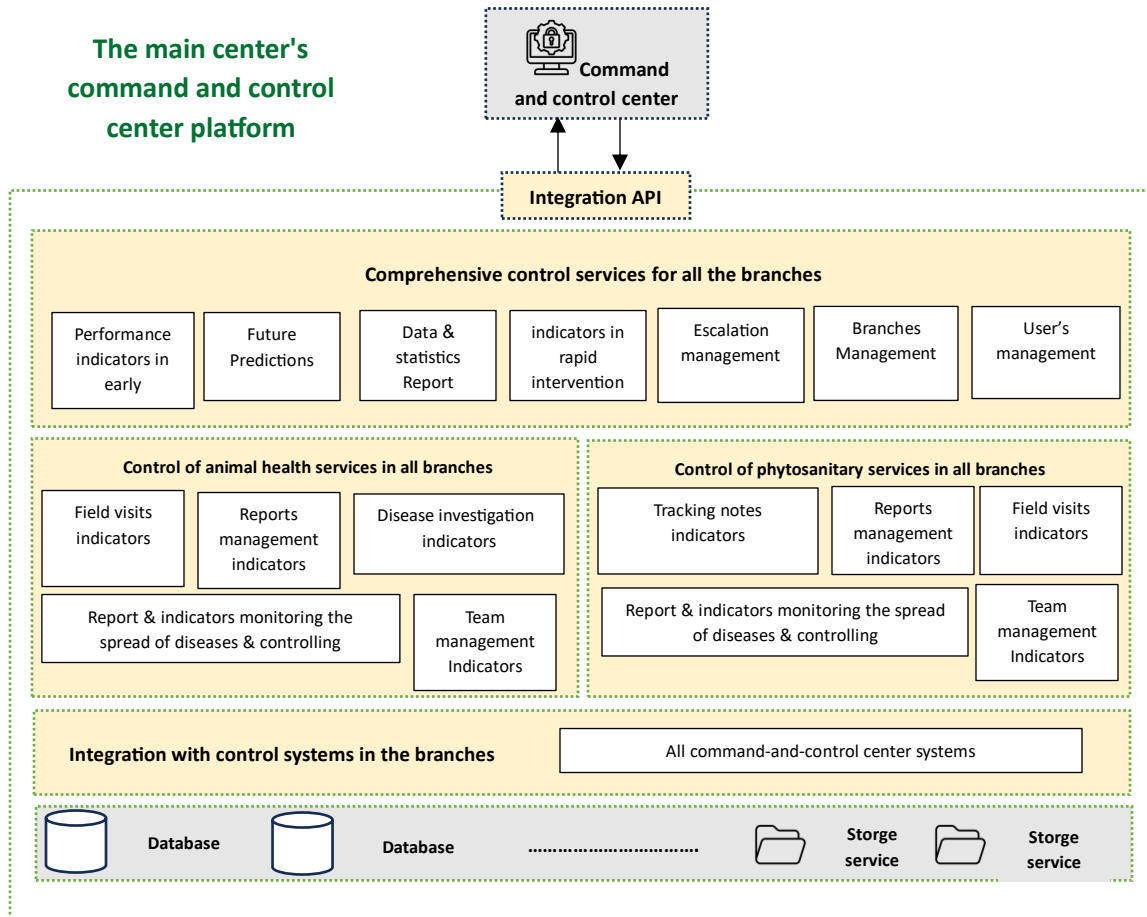 The main center's
command and control
center platform
Command
and control center
Integration API
Comprehensive control services for all the branches
Performance
indicators in
early
Future
Predictions
Data &
statistics
Report
indicators in
rapid
intervention
Escalation
management
Branches
Management
User's
management
Control of animal health services in all branches
Field visits
indicators
Reports
management
indicators
Disease investigation
indicators
Report & indicators monitoring the
spread of diseases & controlling
Team
management
Indicators
Control of phytosanitary services in all branches
Tracking notes
indicators
Reports
management
indicators
Field visits
indicators
Report & indicators monitoring the spread
of diseases & controlling
Team
management
Indicators
Integration with control systems in the branches
All command-and-control center systems
Database
Database
....................................
Storge
service
Storge
service